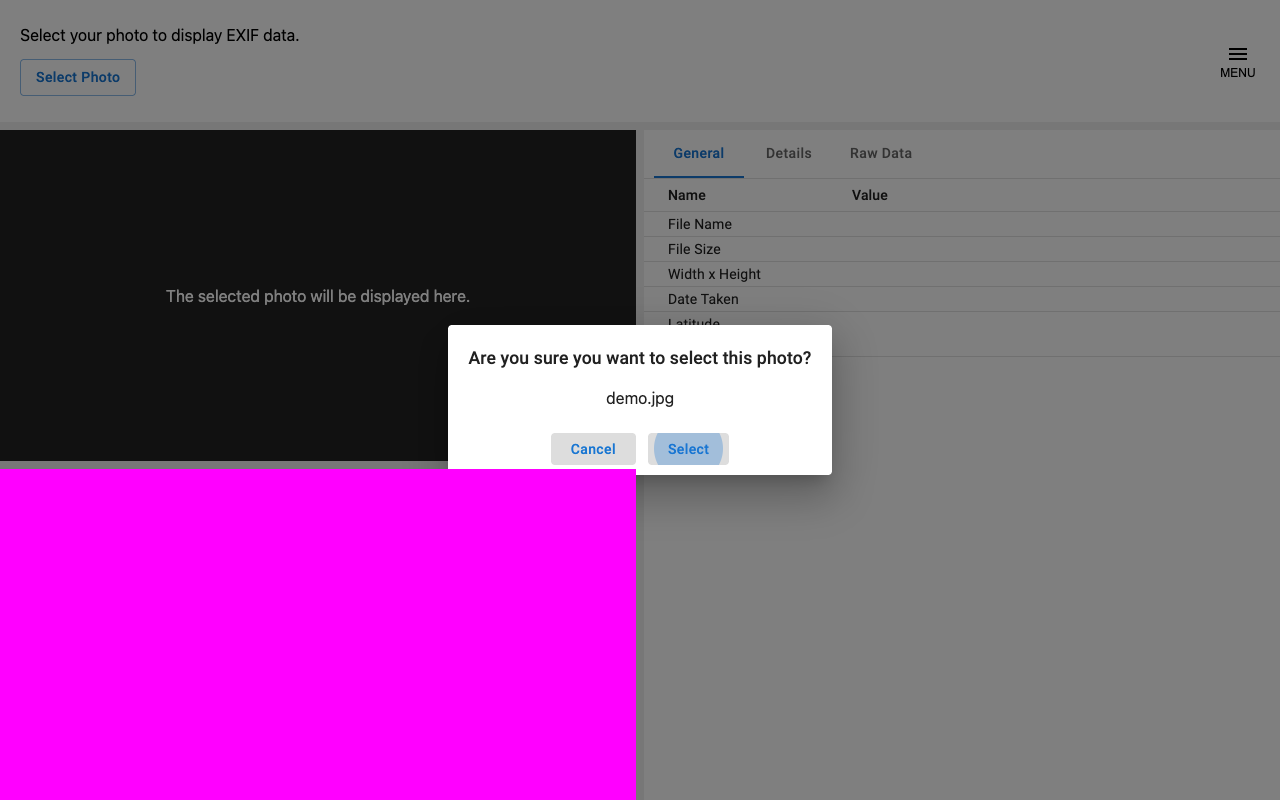 Select your photo to display EXIF data.
Select Photo
MENU
The selected photo will be displayed here.
General Details Raw Data
Name Value
File Name
File Size
Width x Height
Date Taken
Latitude
Are you sure you want to select this photo?
demo.jpg
Cancel Select